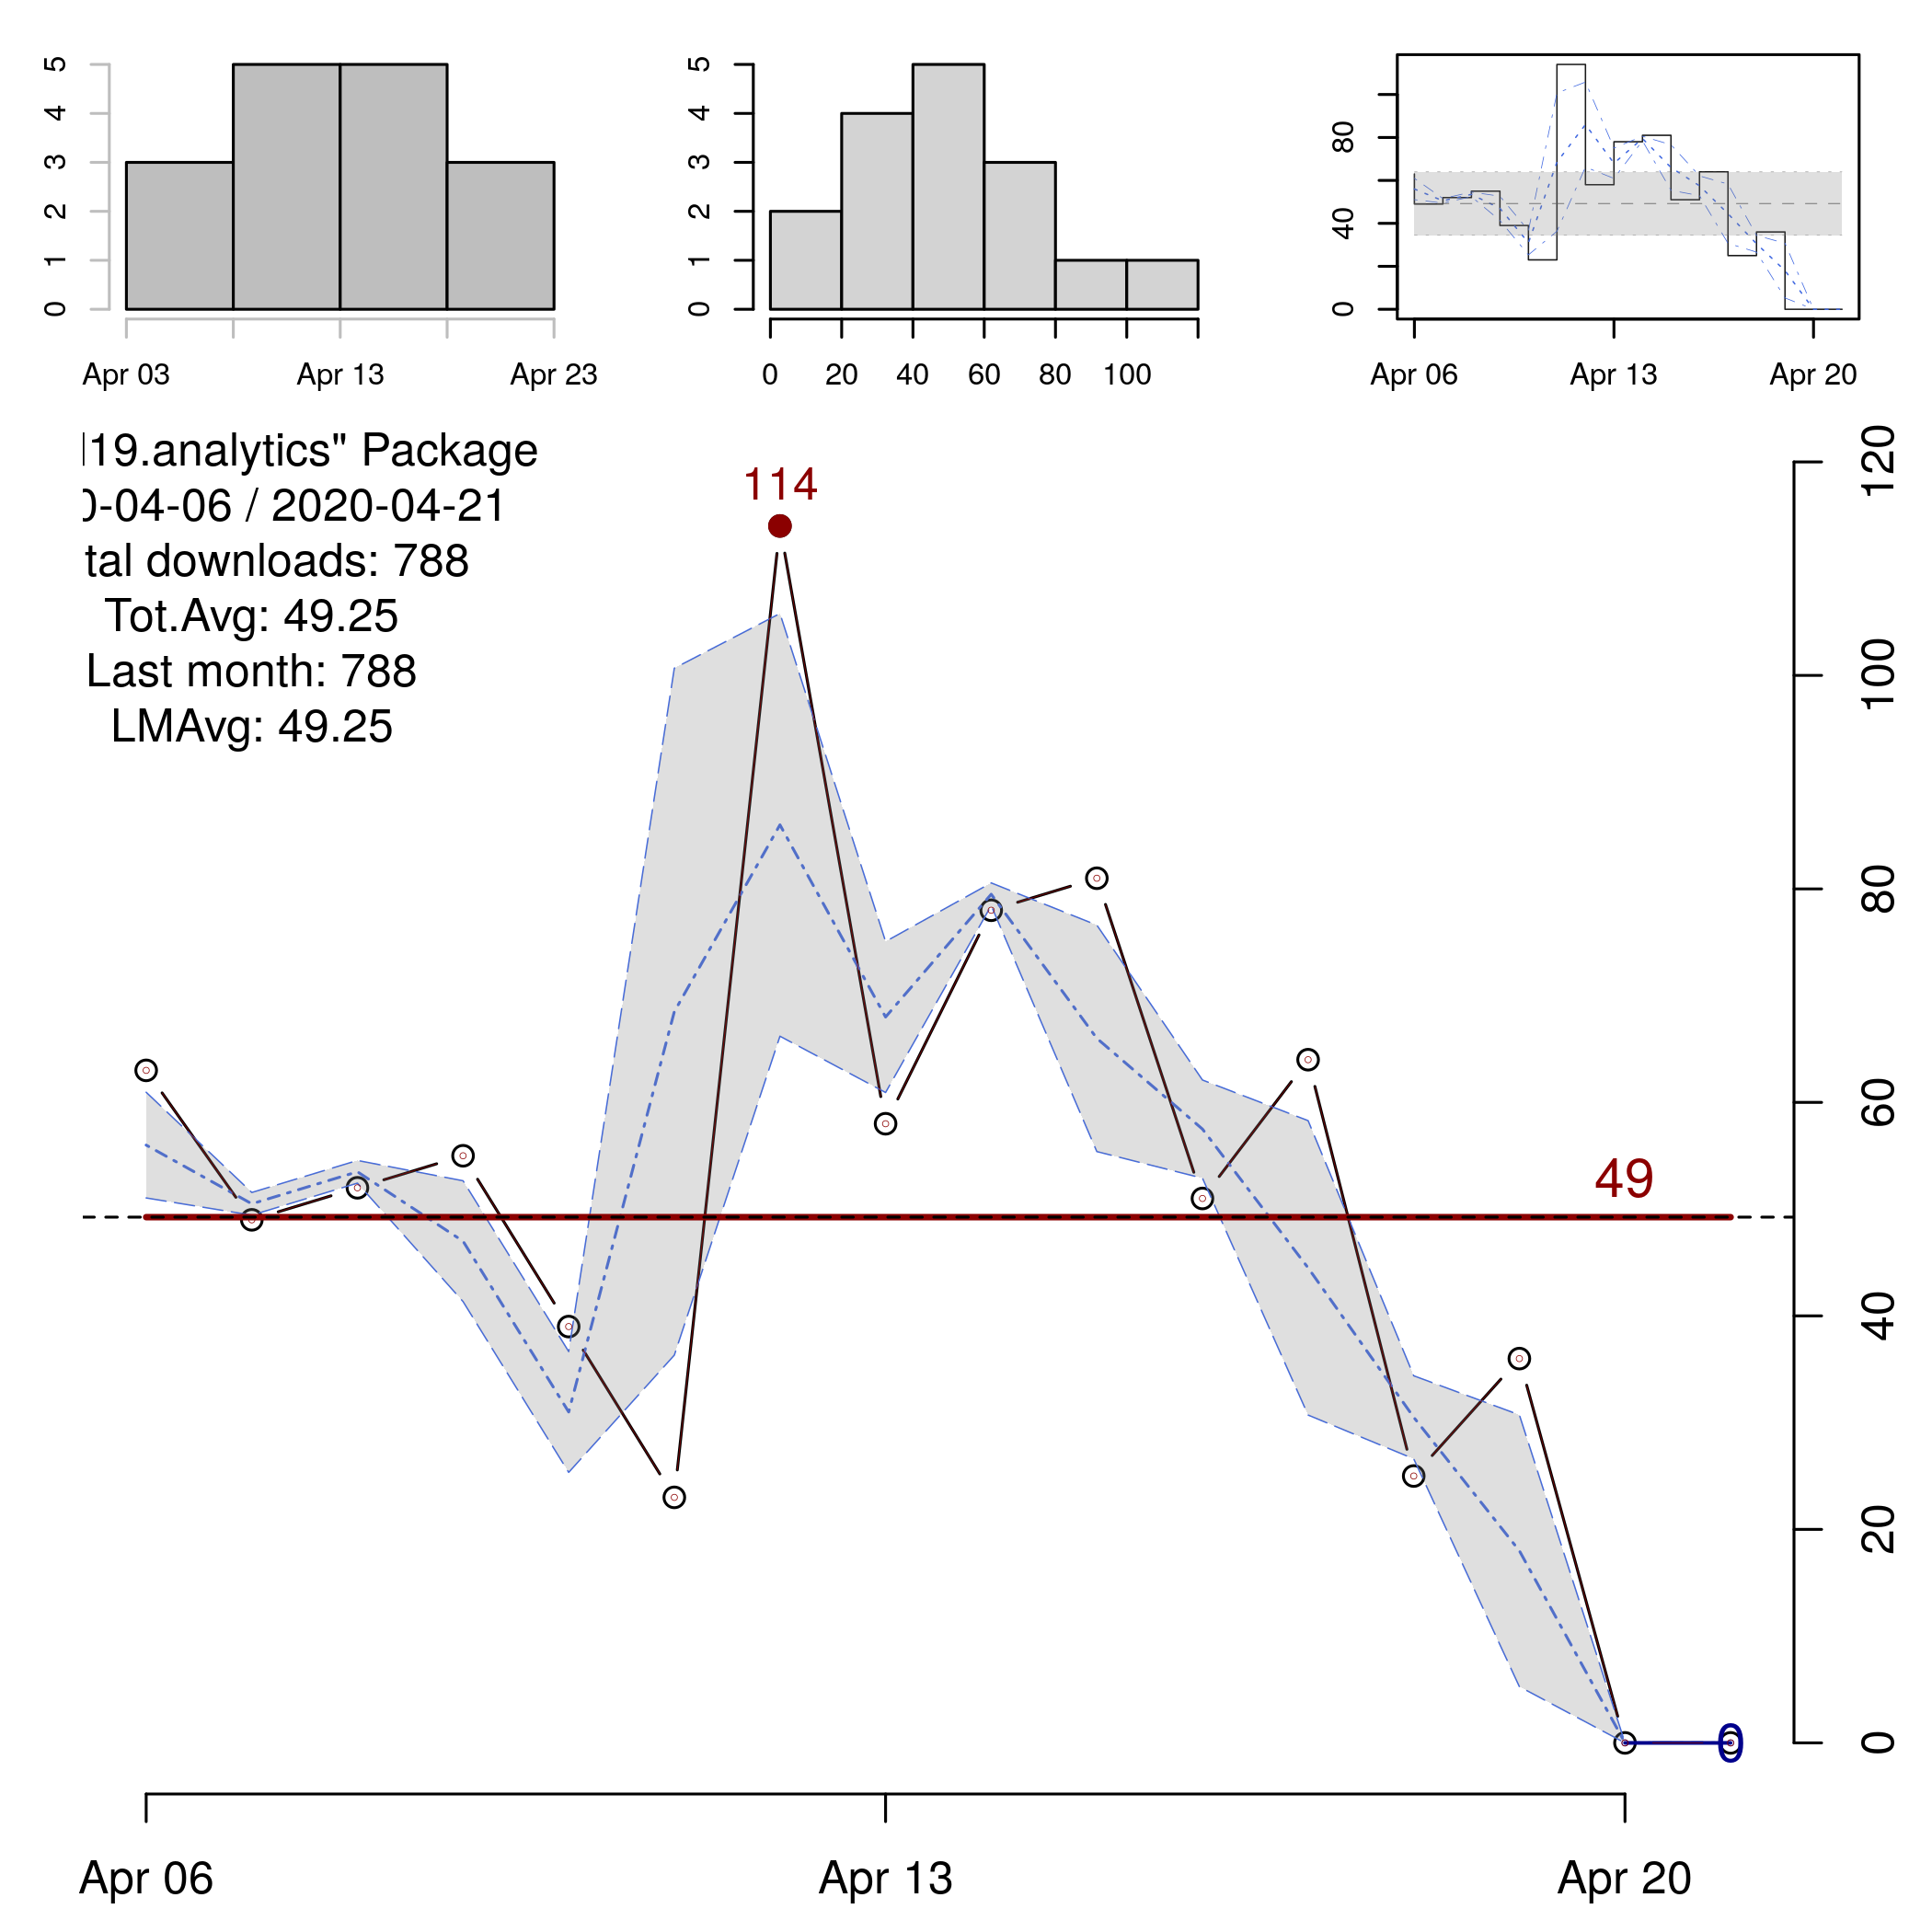 5
4
3
2
1
0
Apr 03 Apr 13 Apr 23
5
4
3
2
1
0
0 20 40 60 80 100
80
40
0
Apr 06 Apr 13 Apr 20
19.analytics" Package
-04-06 / 2020-04-21
tal downloads: 788
Tot.Avg: 49.25
Last month: 788
LMAvg: 49.25
114
49
0
120
100
80
60
40
20
0
Apr 06 Apr 13 Apr 20